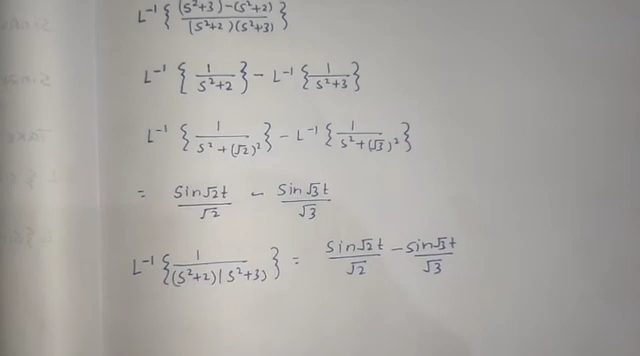 L⁻¹ { (s²+3) - (s²+2) / (s²+2) (s²+3) }
L⁻¹ { 1 / s²+2 } - L⁻¹ { 1 / s²+3 }
L⁻¹ { 1 / s² + (√2)² } - L⁻¹ { 1 / s² + (√3)² }
= sin√2t / √2 - sin√3t / √3
L⁻¹ { 1 / (s²+2) (s²+3) } = sin√2t / √2 - sin√3t / √3